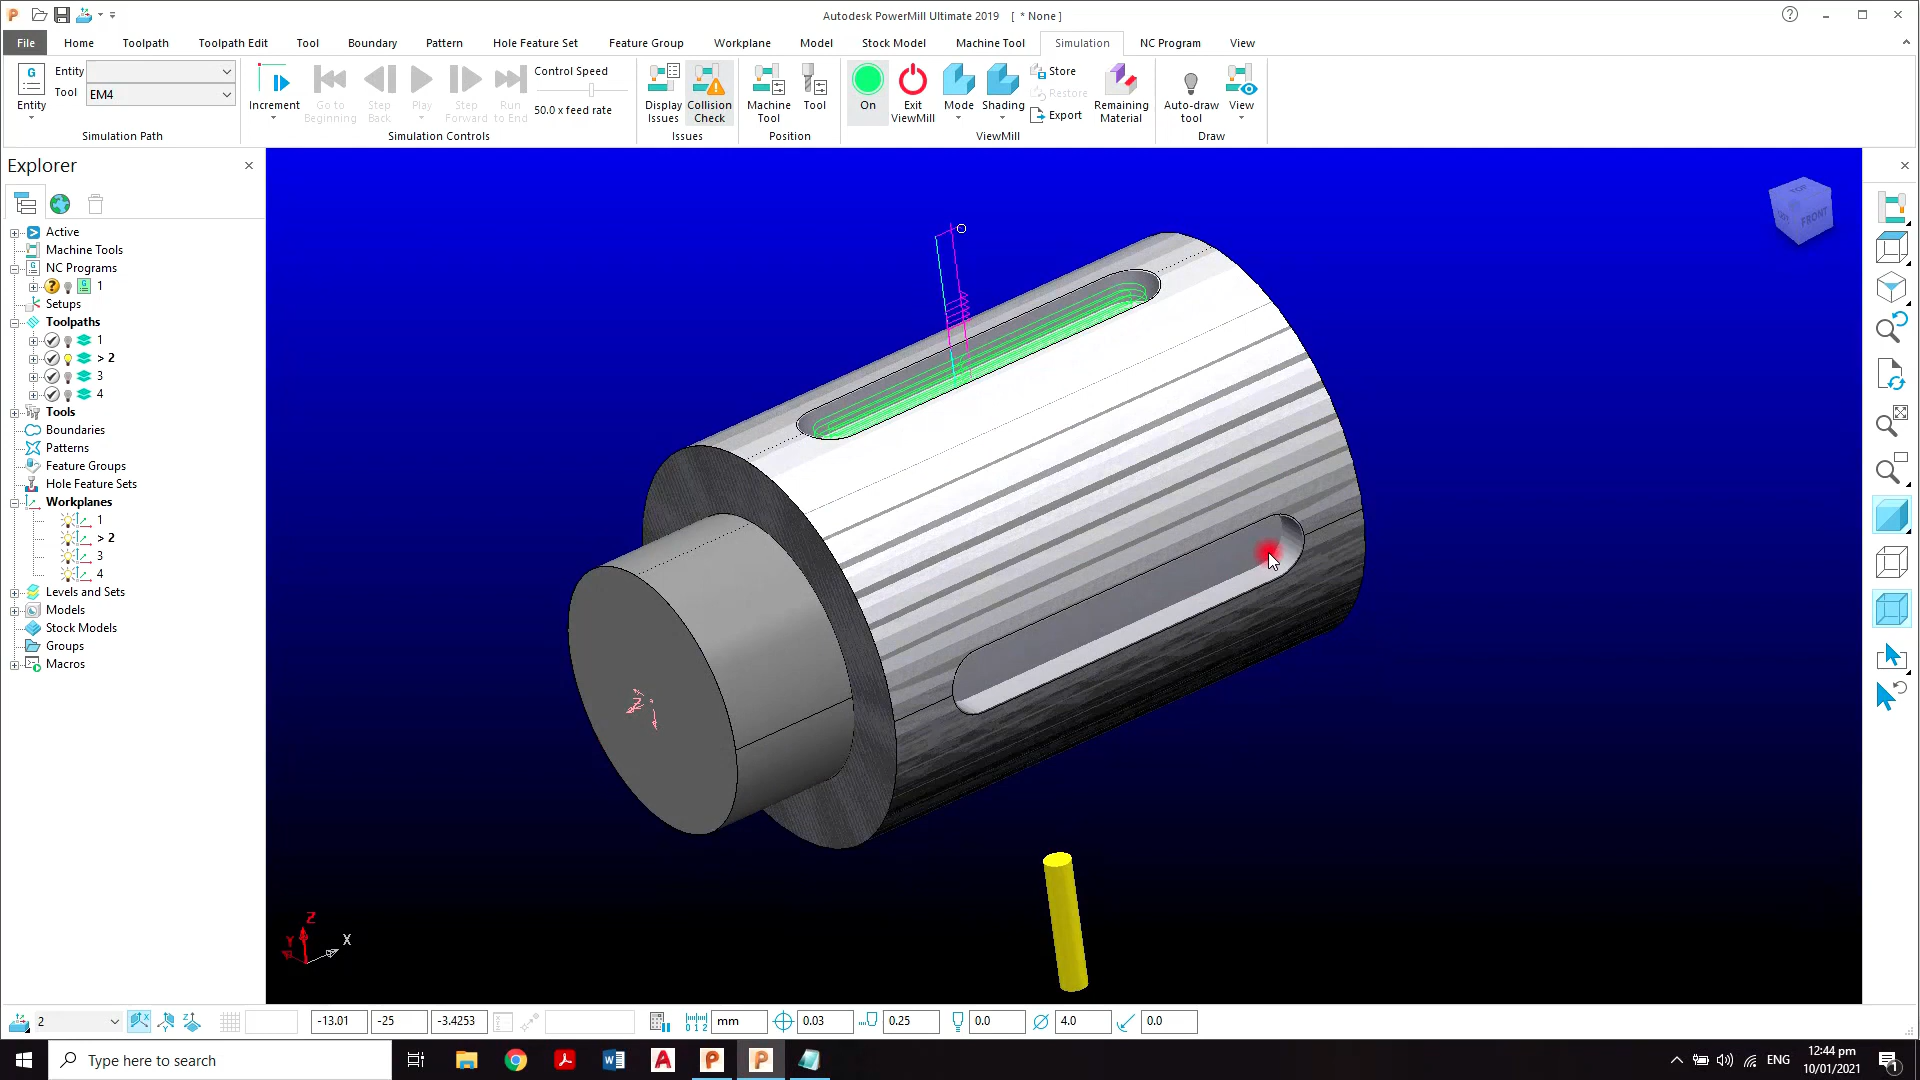 Autodesk PowerMill Ultimate 2019 [ * None ]
File Home Toolpath Toolpath Edit Tool Boundary Pattern Hole Feature Set Feature Group Workplane Model Stock Model Machine Tool Simulation NC Program View
Entity
Entity
Tool EM4
Simulation Path
Increment
Go to Beginning
Step Back
Play
Step Forward
Run to End
Control Speed
50.0 x feed rate
Simulation Controls
Display Issues
Collision Check
Issues
Machine Tool
Tool
Position
On
Exit ViewMill
Mode
Shading
Store
Restore
Export
Remaining Material
ViewMill
Auto-draw tool
View
Draw
Explorer
Active
Machine Tools
NC Programs
1
Setups
Toolpaths
1
> 2
3
4
Tools
Boundaries
Patterns
Feature Groups
Hole Feature Sets
Workplanes
1
> 2
3
4
Levels and Sets
Models
Stock Models
Groups
Macros
TOP
FRONT
Z
Y
X
Z
2 -13.01 -25 -3.4253 mm 0.03 0.25 0.0 4.0 0.0
Type here to search
ENG
12:44 pm
10/01/2021
1